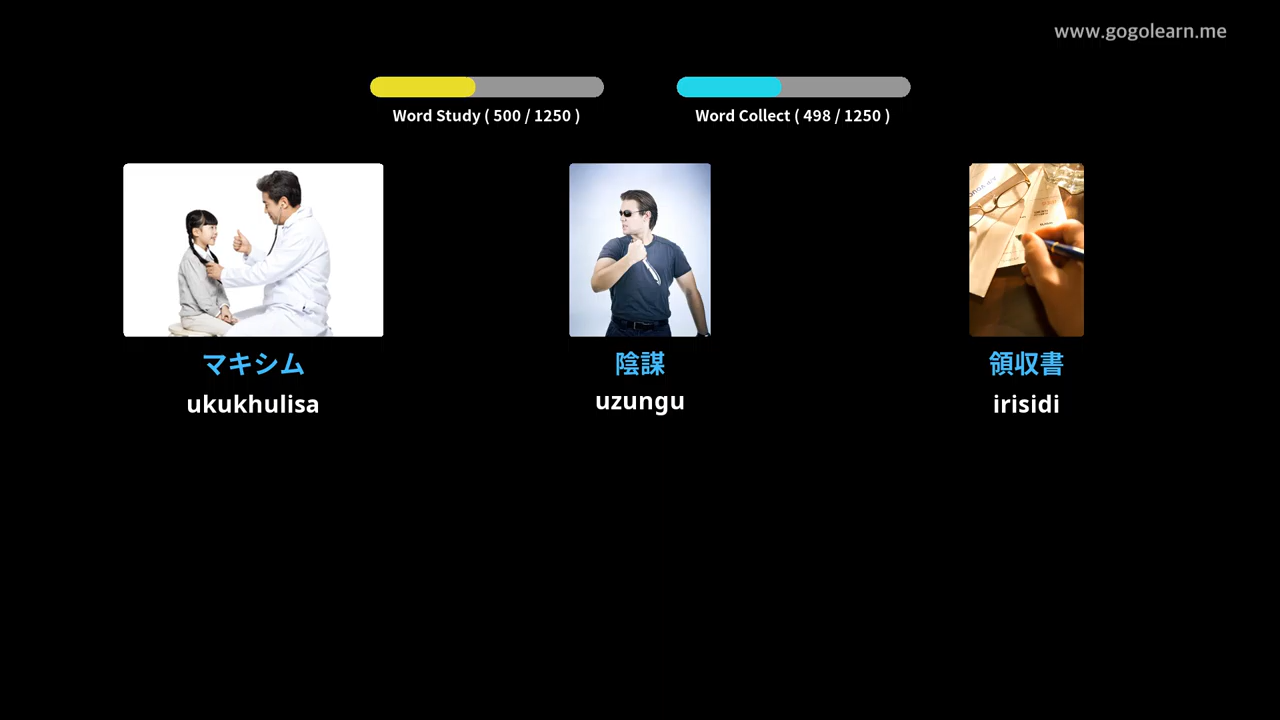 www.gogolearn.me
Word Study ( 500 / 1250 )
Word Collect ( 498 / 1250 )
マキシム
陰謀
領収書
ukukhulisa
uzungu
irisidi